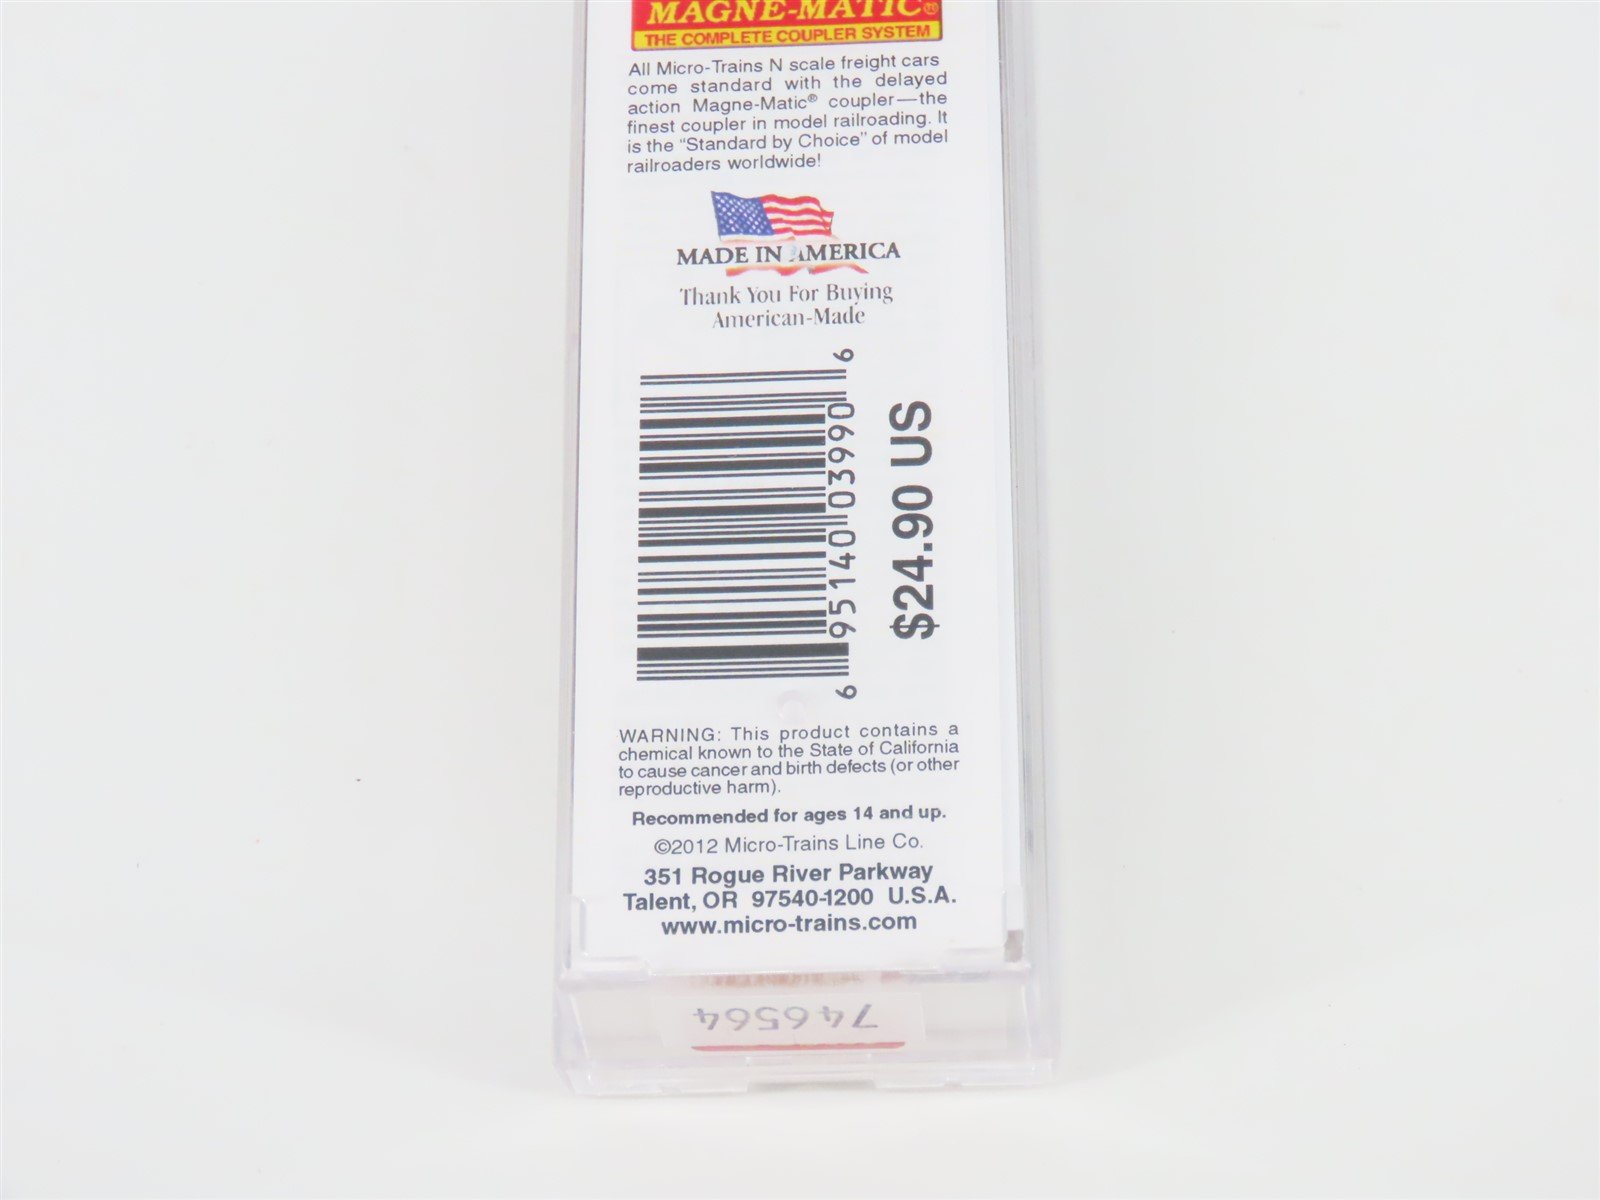 MAGNE-MATIC®
THE COMPLETE COUPLER SYSTEM
All Micro-Trains N scale freight cars
come standard with the delayed
action Magne-Matic® coupler—the
finest coupler in model railroading. It
is the “Standard by Choice” of model
railroaders worldwide!
MADE IN AMERICA
Thank You For Buying
American-Made
6 95140 03990 6
$24.90 US
WARNING: This product contains a
chemical known to the State of California
to cause cancer and birth defects (or other
reproductive harm).
Recommended for ages 14 and up.
©2012 Micro-Trains Line Co.
351 Rogue River Parkway
Talent, OR 97540-1200 U.S.A.
www.micro-trains.com
746564